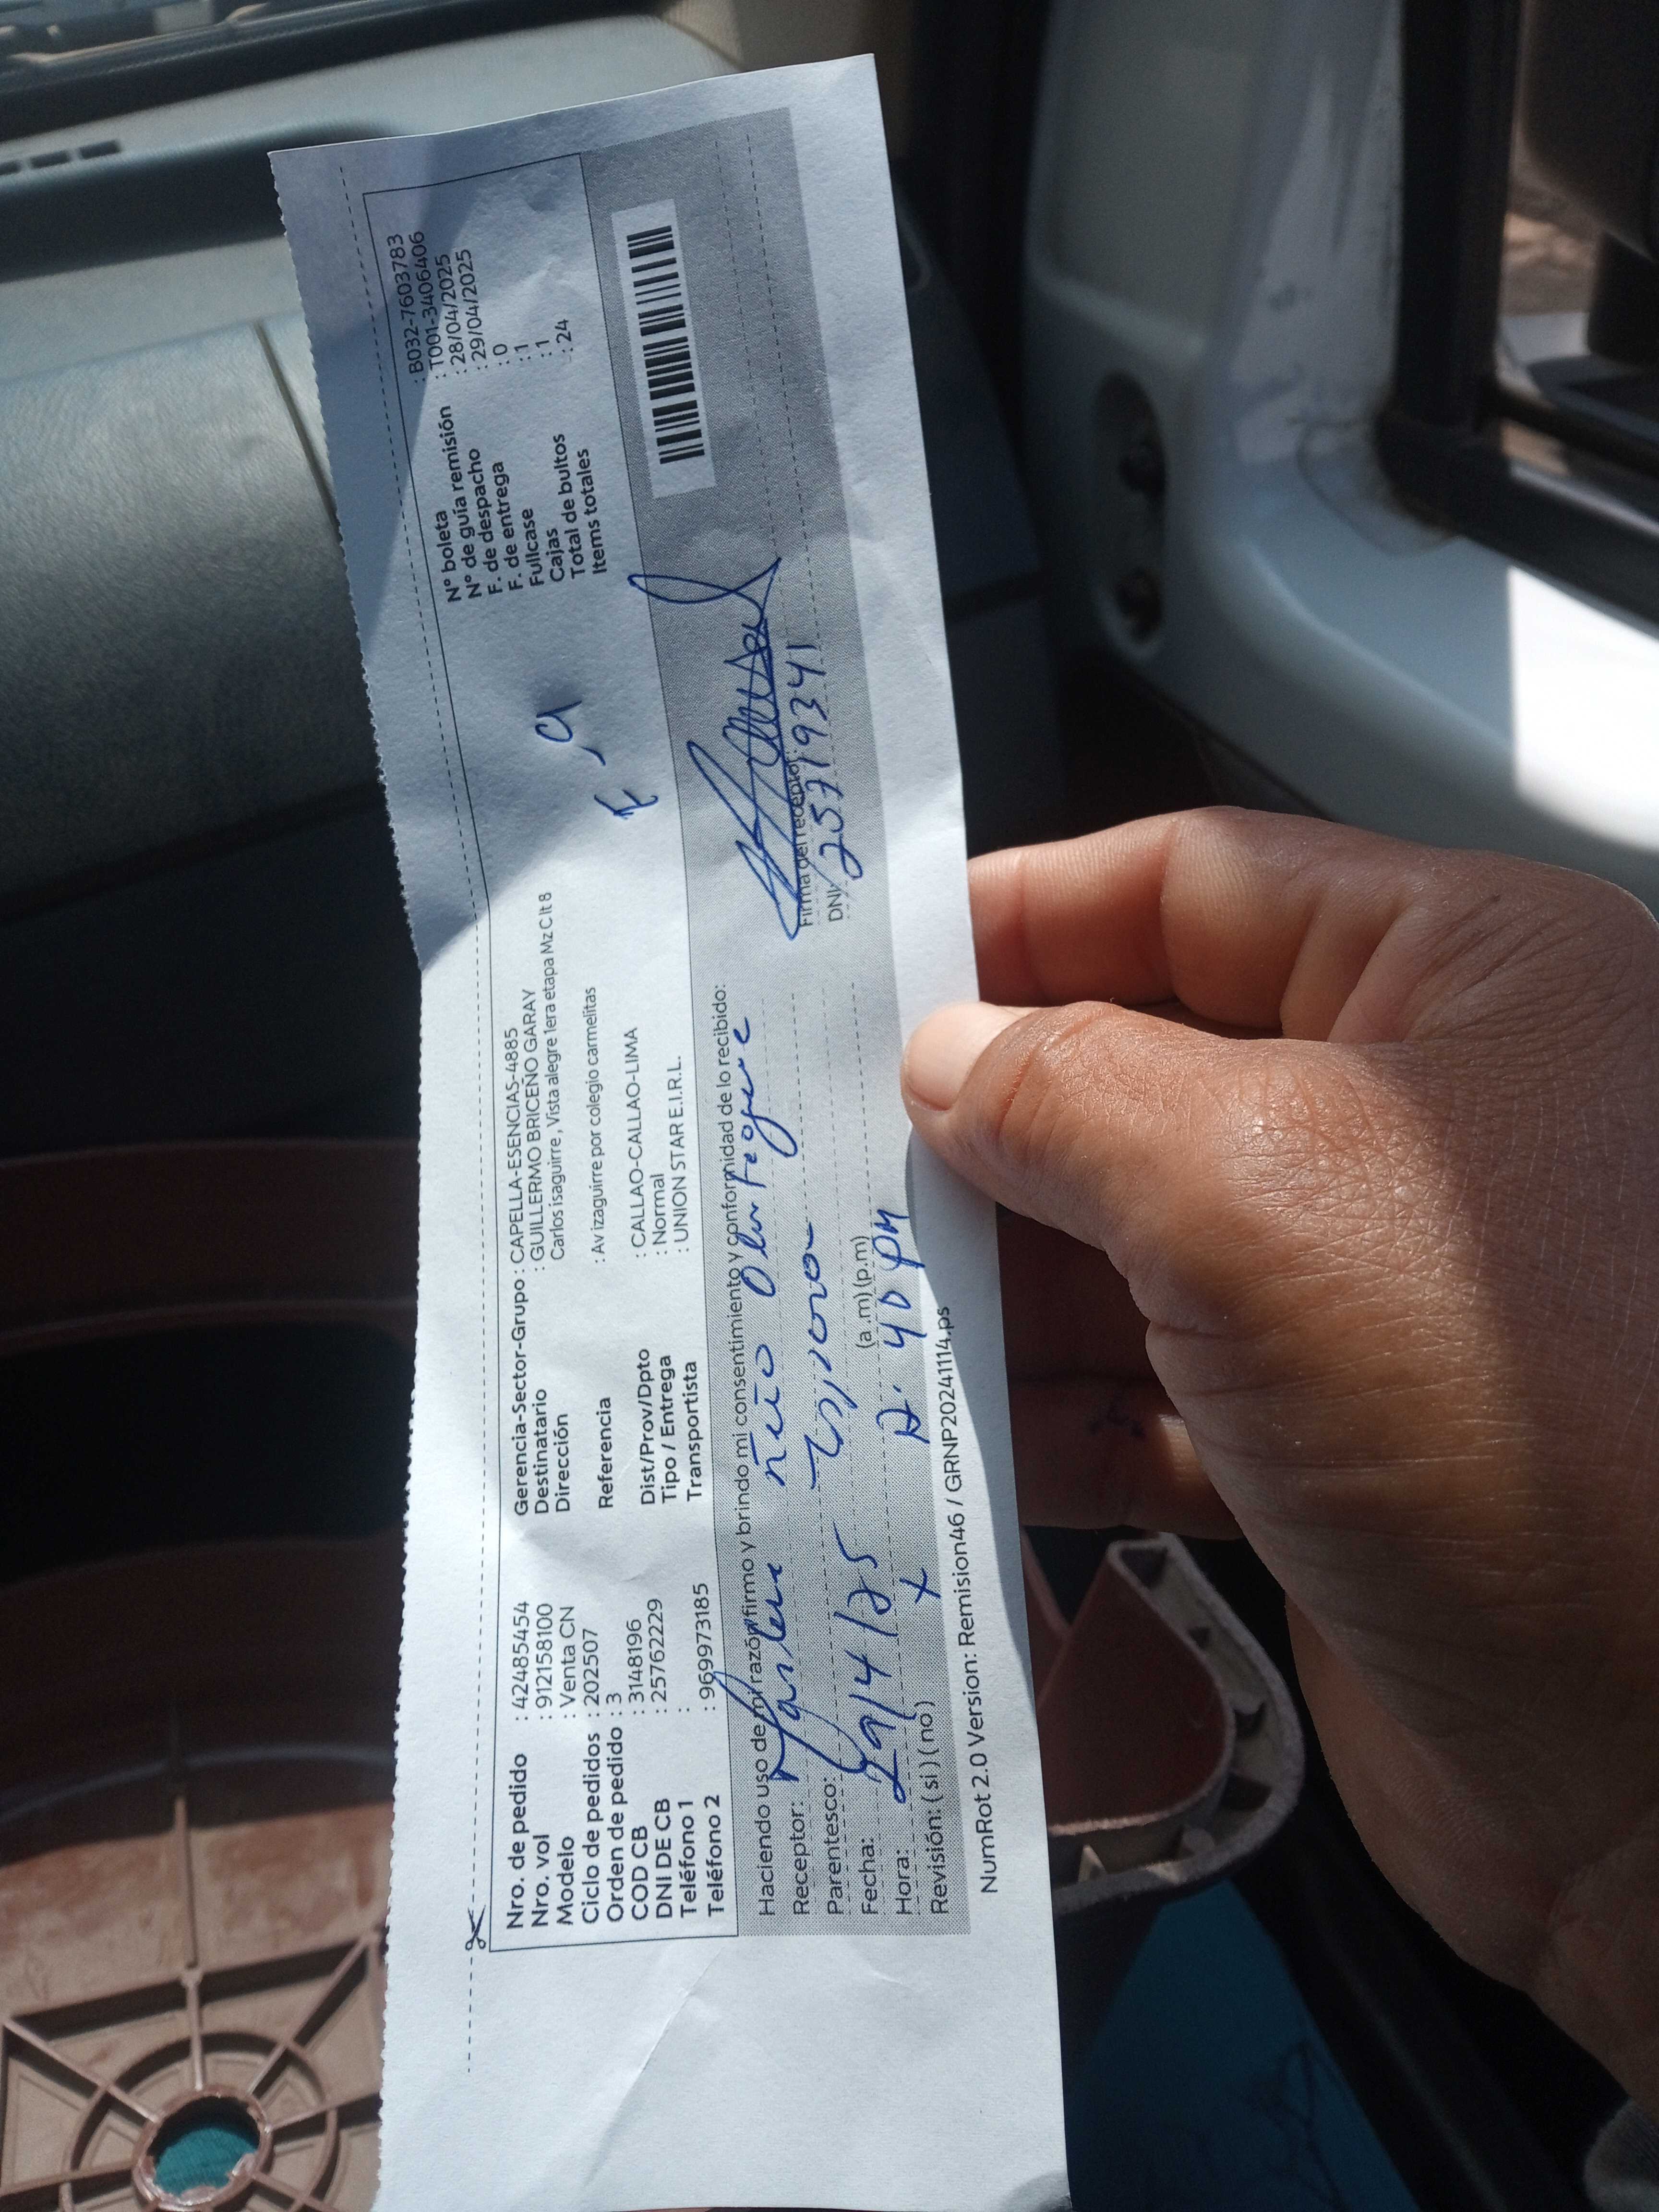 Nro. de pedido : 42485454
Nro. vol : 912158100
Modelo : Venta CN
Ciclo de pedidos : 202507
Orden de pedido : 3
COD CB : 3148196
DNI DE CB : 25762229
Teléfono 1 :
Teléfono 2 : 969973185
Gerencia-Sector-Grupo : CAPELLA-ESENCIAS-4885
Destinatario : GUILLERMO BRICEÑO GARAY
Dirección Carlos isaguirre , Vista alegre 1era etapa Mz C lt 8
Referencia : Av izaguirre por colegio carmelitas
Dist/Prov/Dpto : CALLAO-CALLAO-LIMA
Tipo / Entrega : Normal
Transportista : UNION STAR E.I.R.L.
N° boleta : B032-7603783
N° de guía remisión : T001-3406406
F. de despacho : 28/04/2025
F. de entrega : 29/04/2025
Fullcase : 0
Cajas : 1
Total de bultos : 1
Items totales : 24
Haciendo uso de mi razón firmo y brindo mi consentimiento y conformidad de lo recibido:
Receptor:
Parentesco:
Fecha: 29/4/25
Hora: 12:40 PM (a.m) (p.m)
Revisión: ( si ) ( no )
Firma del receptor:
DNI: 25719341
NumRot 2.0 Version: Remision46 / GRNP20241114.ps